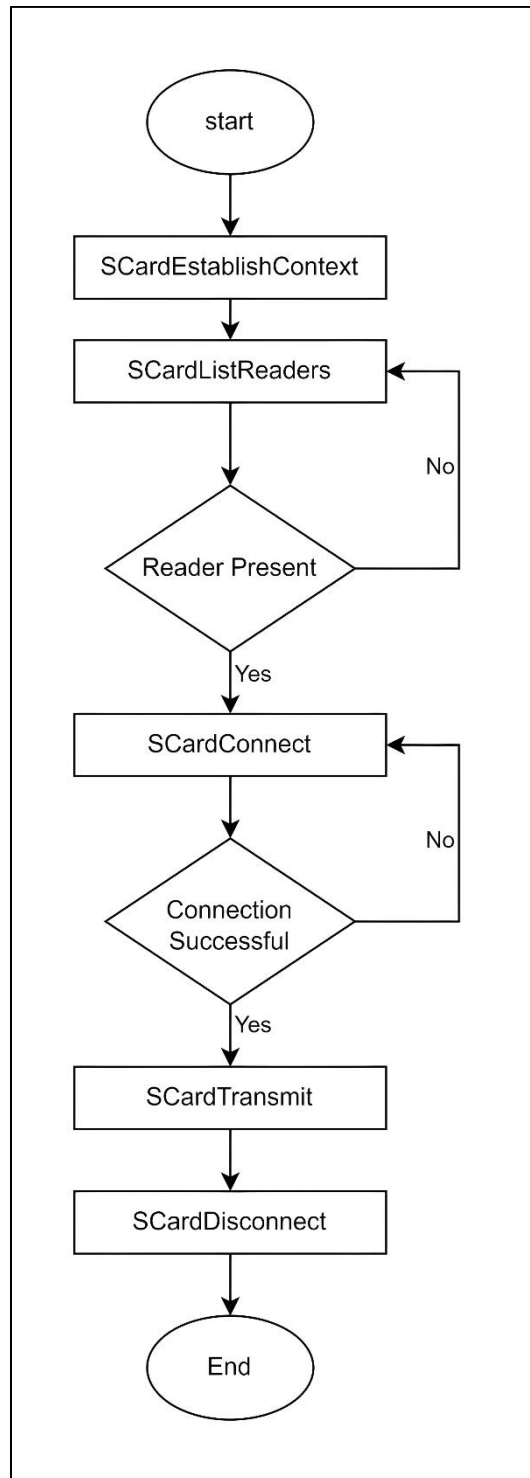 start
SCardEstablishContext
SCardListReaders
No
Reader Present
Yes
SCardConnect
No
Connection
Successful
Yes
SCardTransmit
SCardDisconnect
End